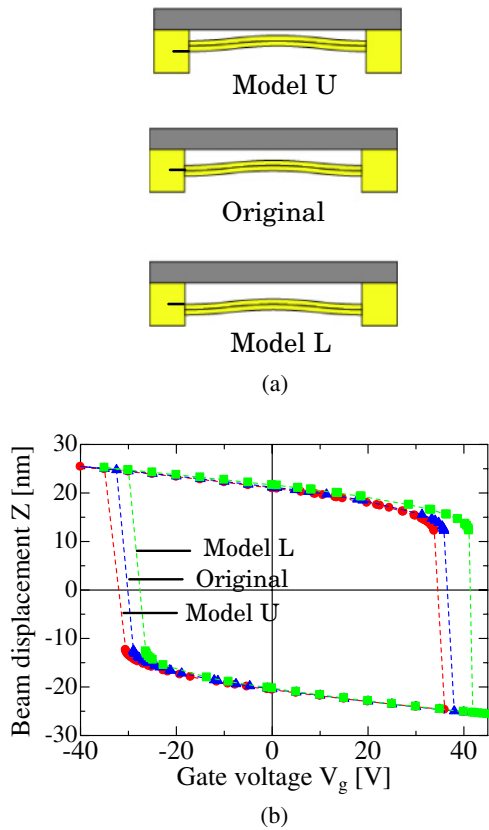 Model U
Original
Model L
(a)
Beam displacement Z [nm]
30
20
10
0
-10
-20
-30
Model L
Original
Model U
-40
-20
0
20
40
Gate voltage Vg [V]
(b)